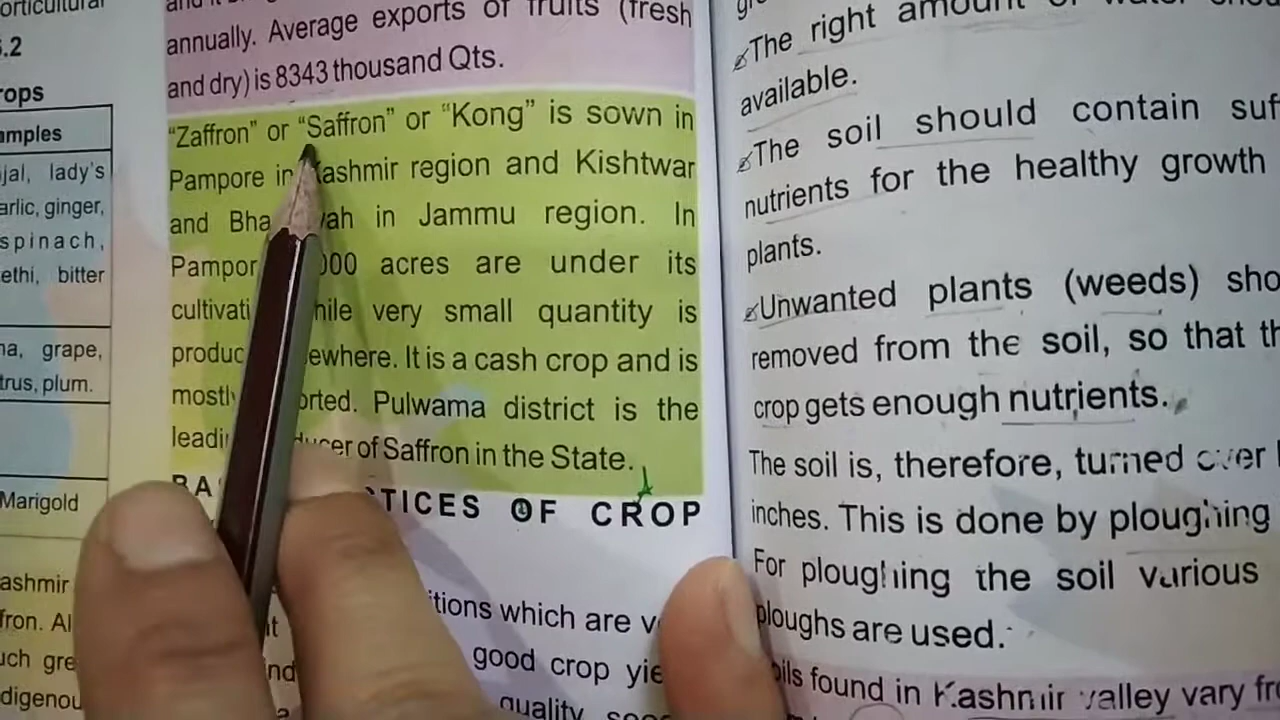 orticultural
.2
rops
amples
jal, lady's
arlic, ginger,
spinach,
ethi, bitter
na, grape,
trus, plum.
Marigold
ashmir
fron. Al
uch gre
digenou
annually. Average exports of fruits (fresh
and dry) is 8343 thousand Qts.
"Zaffron" or "Saffron" or "Kong" is sown in
Pampore in Kashmir region and Kishtwar
and Bha wah in Jammu region. In
Pampor 000 acres are under its
cultivati hile very small quantity is
produc ewhere. It is a cash crop and is
mostl orted. Pulwama district is the
leadi ucer of Saffron in the State.
BA CTICES OF CROP
itions which are v
good crop yie
quality
The right amount of water
available.
The soil should contain suf
nutrients for the healthy growth
plants.
Unwanted plants (weeds) sho
removed from the soil, so that th
crop gets enough nutrients.
The soil is, therefore, turned over
inches. This is done by ploughing
For ploughing the soil various
ploughs are used.
oils found in Kashmir valley vary fr